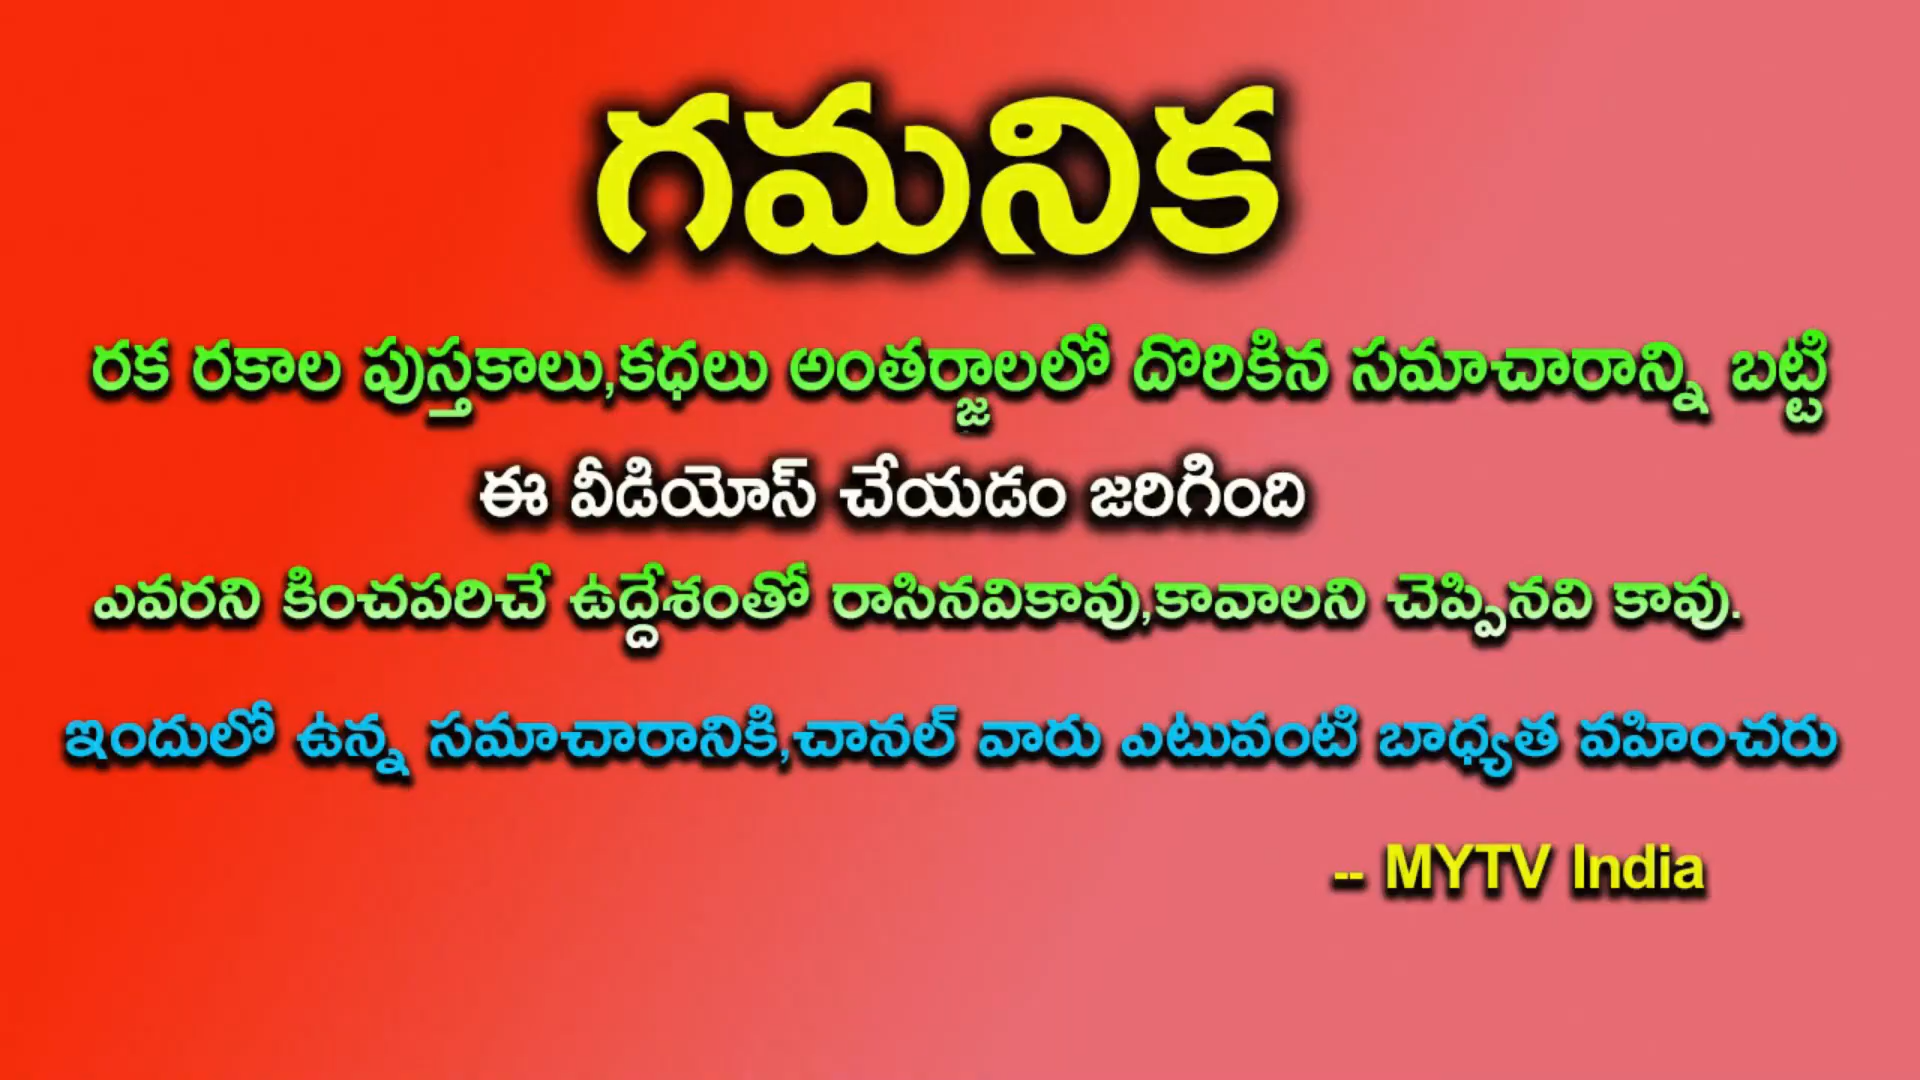 గమనిక
రక రకాల పుస్తకాలు,కధలు అంతర్జాలలో దొరికిన సమాచారాన్ని బట్టి
ఈ వీడియోస్ చేయడం జరిగింది
ఎవరని కించపరిచే ఉద్దేశంతో రాసినవికావు,కావాలని చెప్పినవి కావు.
ఇందులో ఉన్న సమాచారానికి,చానల్ వారు ఎటువంటి బాధ్యత వహించరు
-- MYTV India